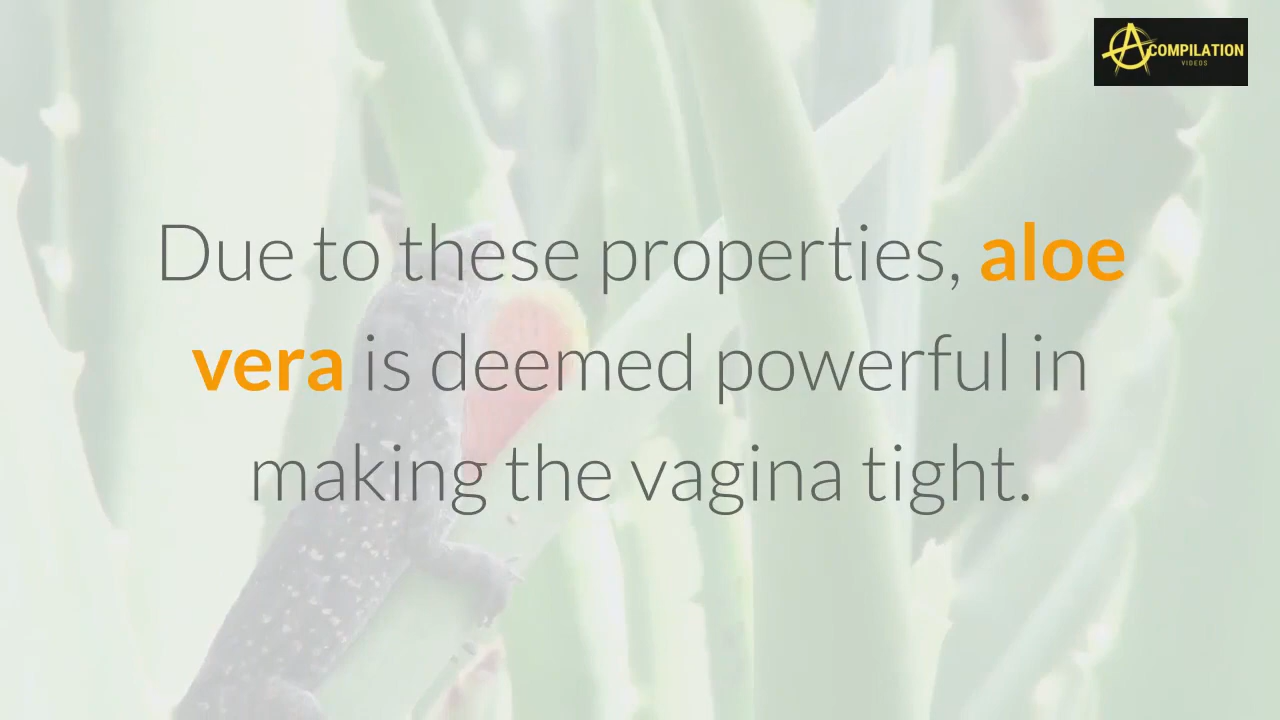 COMPILATION
VIDEOS
Due to these properties, aloe
vera is deemed powerful in
making the vagina tight.